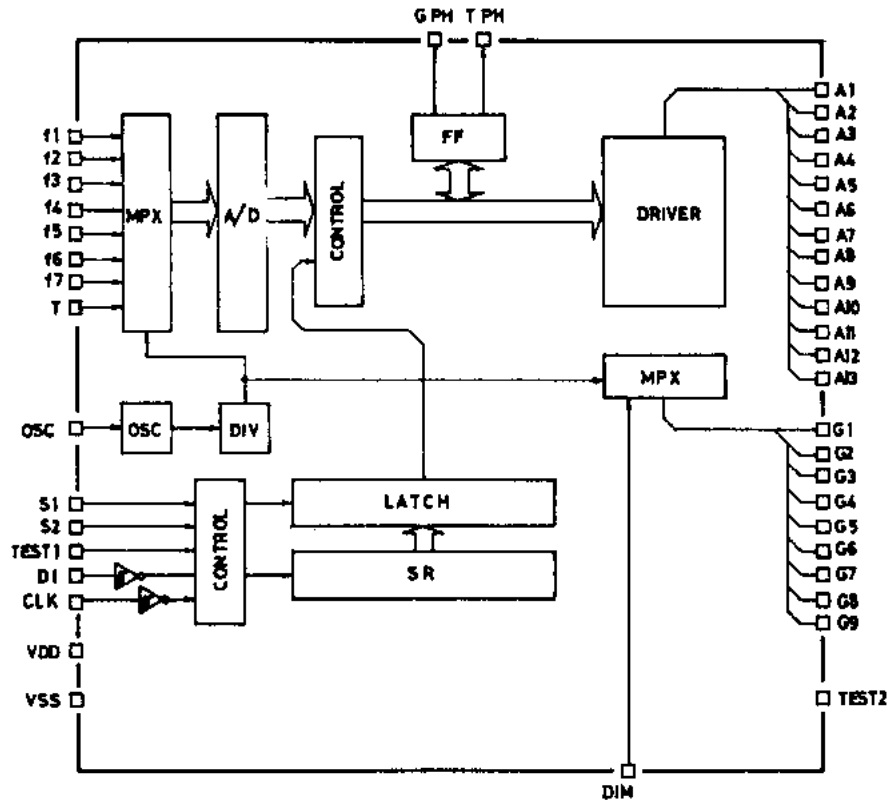 G PH T PH
f1
f2
f3
f4
f5
f6
f7
T
MPX
A/D
CONTROL
FF
DRIVER
A1
A2
A3
A4
A5
A6
A7
A8
A9
A10
A11
A12
A13
MPX
OSC
OSC
DIV
G1
G2
G3
G4
G5
G6
G7
G8
G9
S1
S2
TEST1
DI
CLK
CONTROL
LATCH
SR
VDD
VSS
TEST2
DIM